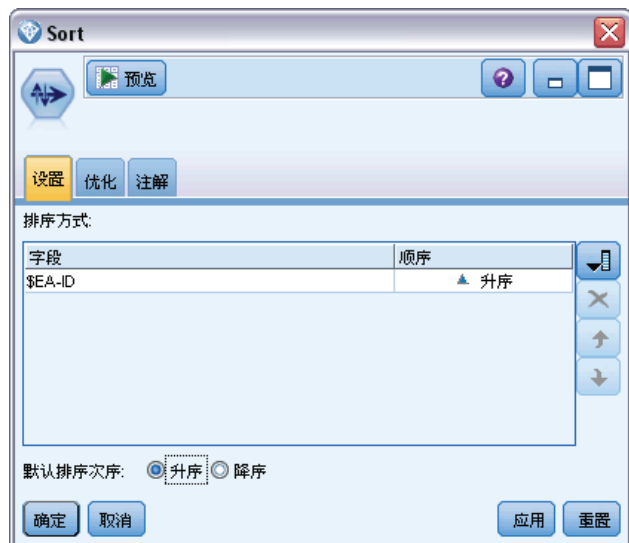 Sort
预览
设置 优化 注解
排序方式:
字段 顺序
$EA-ID 升序
默认排序次序: 升序 降序
确定 取消 应用 重置